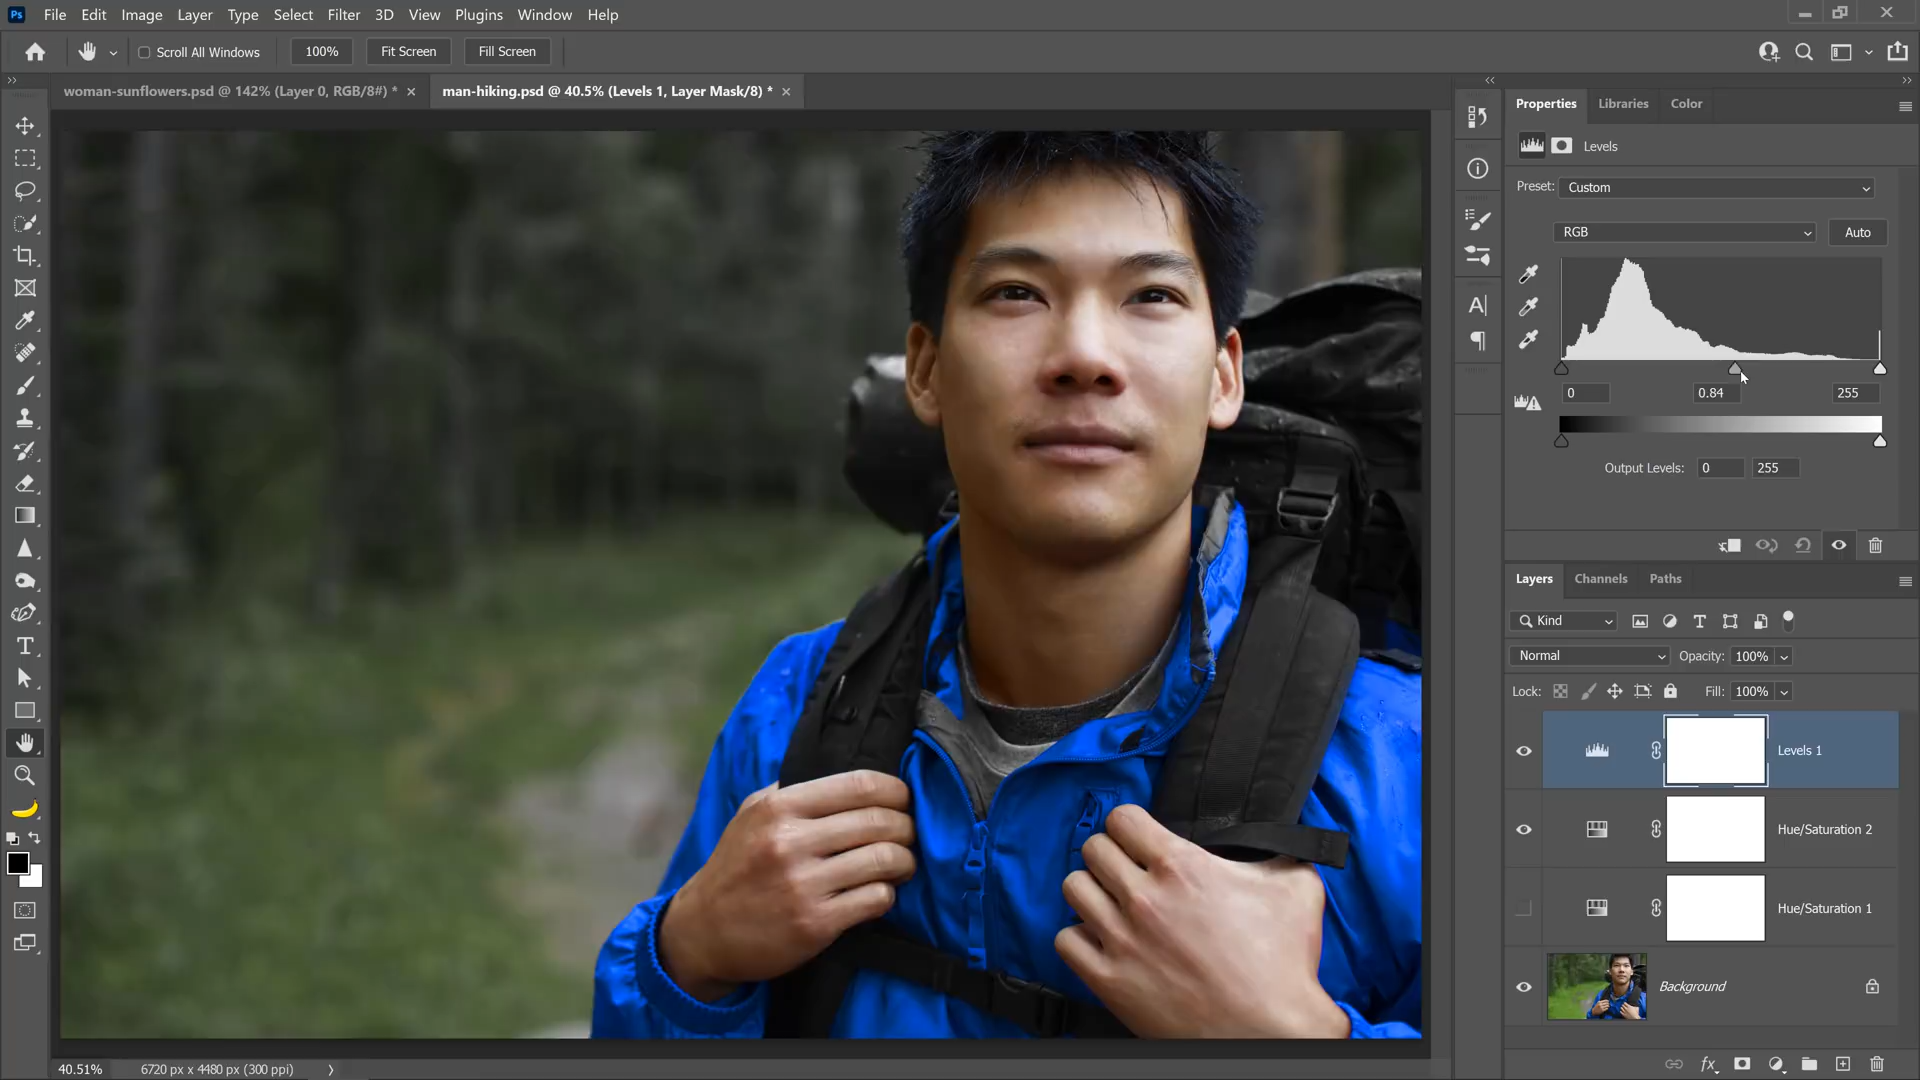 Ps File Edit Image Layer Type Select Filter 3D View Plugins Window Help
Scroll All Windows 100% Fit Screen Fill Screen
woman-sunflowers.psd @ 142% (Layer 0, RGB/8#) * × man-hiking.psd @ 40.5% (Levels 1, Layer Mask/8) * ×
Properties Libraries Color
Levels
Preset: Custom
RGB Auto
0 0.84 255
Output Levels: 0 255
Layers Channels Paths
Kind
Normal Opacity: 100%
Lock: Fill: 100%
Levels 1
Hue/Saturation 2
Hue/Saturation 1
Background
40.51% 6720 px x 4480 px (300 ppi)